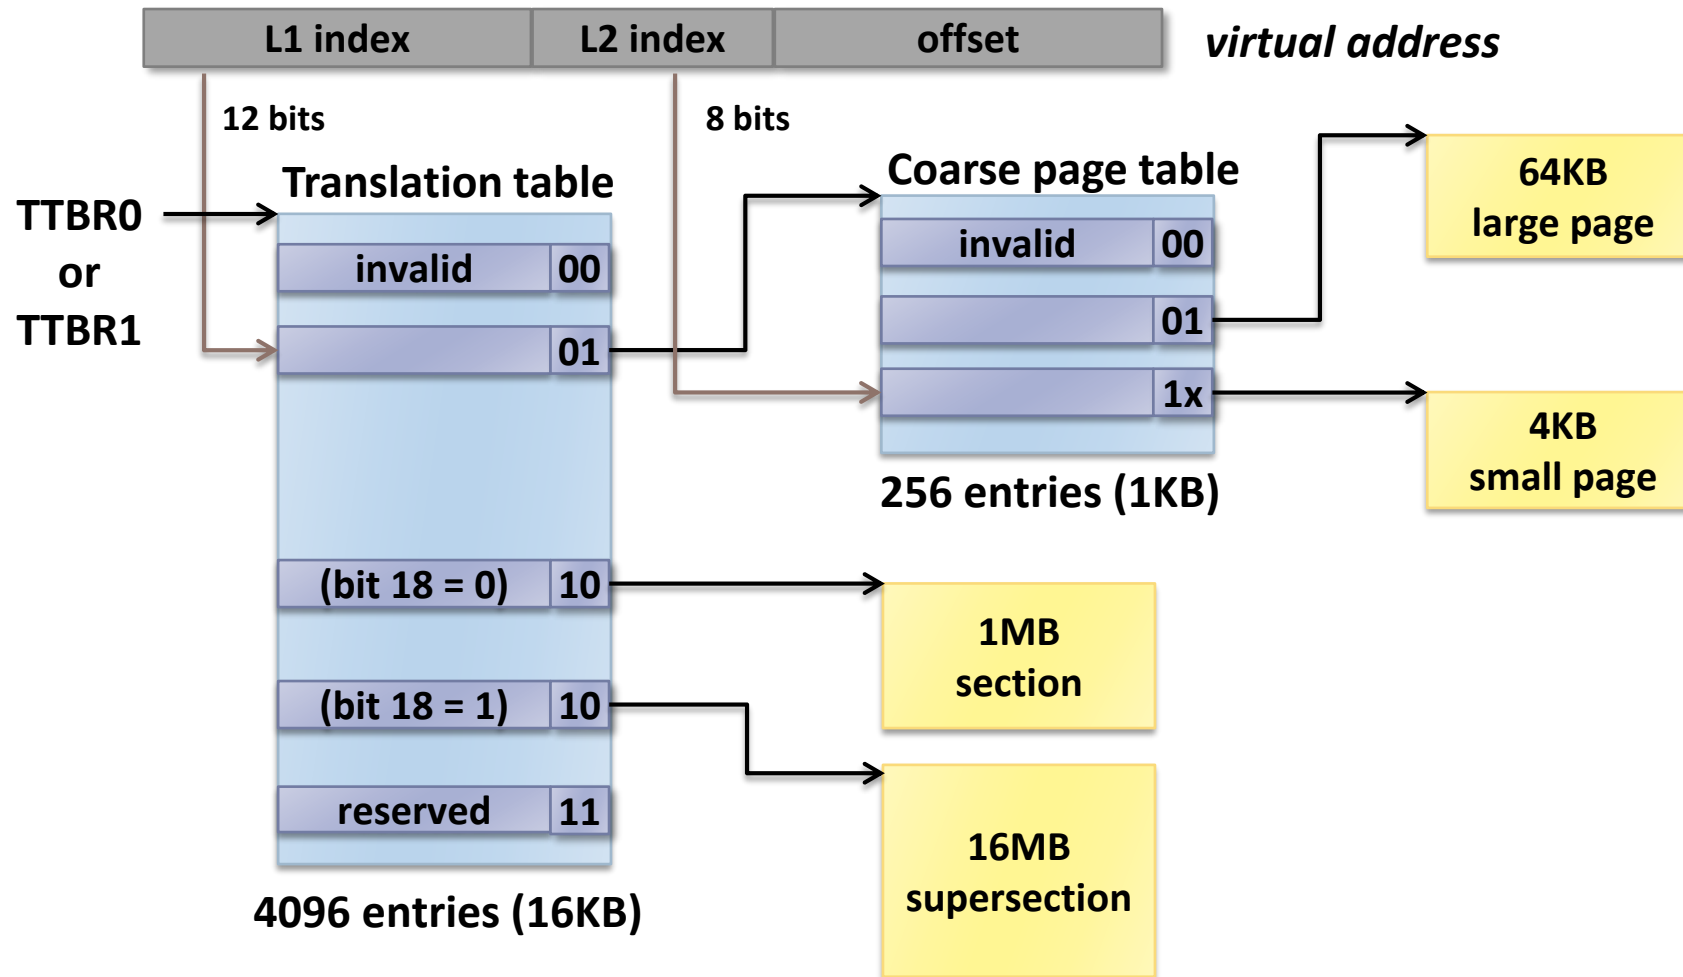 L1 index
L2 index
offset
virtual address
12 bits
8 bits
Translation table
Coarse page table
TTBR0
or
TTBR1
invalid
00
01
(bit 18 = 0)
10
(bit 18 = 1)
10
reserved
11
4096 entries (16KB)
invalid
00
01
1x
256 entries (1KB)
64KB
large page
4KB
small page
1MB
section
16MB
supersection